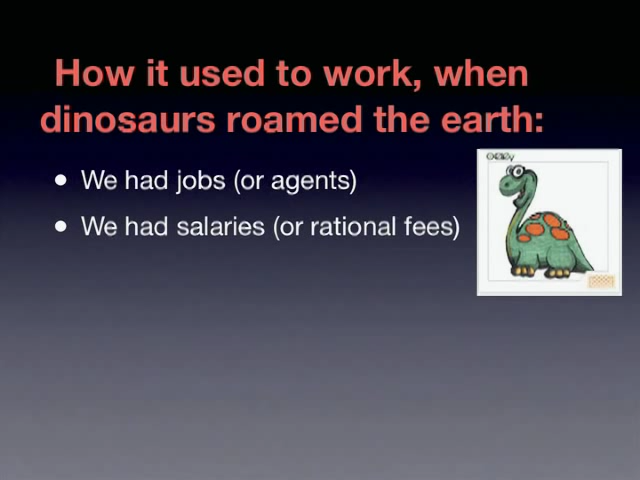 How it used to work, when
dinosaurs roamed the earth:
We had jobs (or agents)
We had salaries (or rational fees)